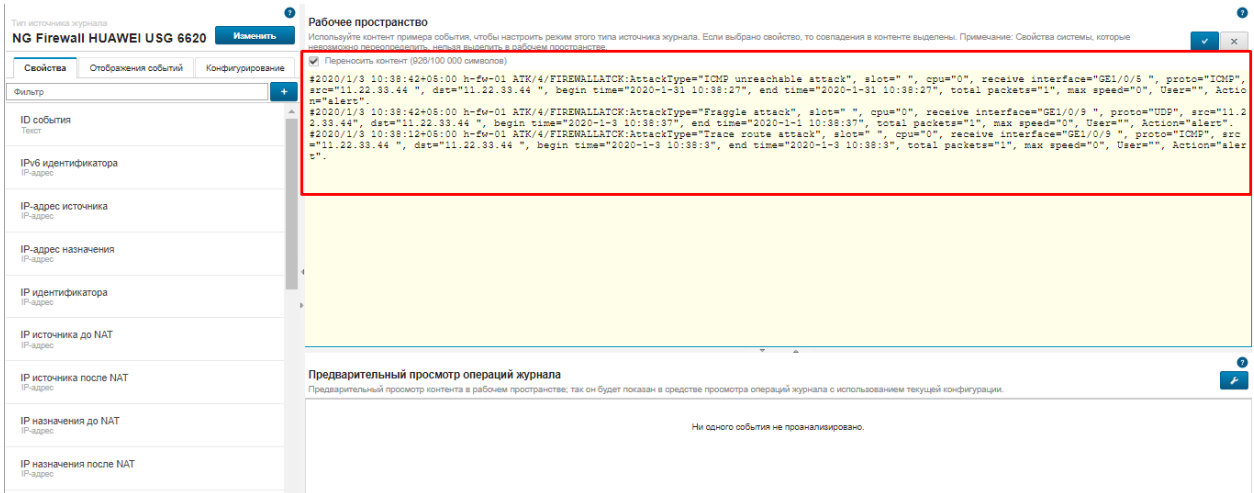 Тип источника журнала
NG Firewall HUAWEI USG 6620
Изменить
Свойства
Отображения событий
Конфигурирование
Фильтр
+
ID события
Текст
IPv6 идентификатора
IP-адрес
IP-адрес источника
IP-адрес
IP-адрес назначения
IP-адрес
IP идентификатора
IP-адрес
IP источника до NAT
IP-адрес
IP источника после NAT
IP-адрес
IP назначения до NAT
IP-адрес
IP назначения после NAT
IP-адрес
Рабочее пространство
Используйте контент примера события, чтобы настроить режим этого типа источника журнала. Если выбрано свойство, то совпадения в контенте выделены. Примечание: Свойства системы, которые
невозможно переопределить, нельзя выделить в рабочем пространстве.
Переносить контент (926/100 000 символов)
#2020/1/3 10:38:42+05:00 h-fw-01 ATK/4/FIREWALLATCK:AttackType="ICMP unreachable attack", slot=" ", cpu="0", receive interface="GE1/0/5 ", proto="ICMP",
src="11.22.33.44 ", dst="11.22.33.44 ", begin time="2020-1-31 10:38:27", end time="2020-1-31 10:38:27", total packets="1", max speed="0", User="", Actio
n="alert".
#2020/1/3 10:38:42+05:00 h-fw-01 ATK/4/FIREWALLATCK:AttackType="Fraggle attack", slot=" ", cpu="0", receive interface="GE1/0/9 ", proto="UDP", src="11.2
2.33.44", dst="11.22.33.44 ", begin time="2020-1-3 10:38:37", end time="2020-1-1 10:38:37", total packets="1", max speed="0", User="", Action="alert".
#2020/1/3 10:38:12+05:00 h-fw-01 ATK/4/FIREWALLATCK:AttackType="Trace route attack", slot=" ", cpu="0", receive interface="GE1/0/9 ", proto="ICMP", src
="11.22.33.44 ", dst="11.22.33.44 ", begin time="2020-1-3 10:38:3", end time="2020-1-3 10:38:3", total packets="1", max speed="0", User="", Action="aler
t".
Предварительный просмотр операций журнала
Предварительный просмотр контента в рабочем пространстве; так он будет показан в средстве просмотра операций журнала с использованием текущей конфигурации.
Ни одного события не проанализировано.